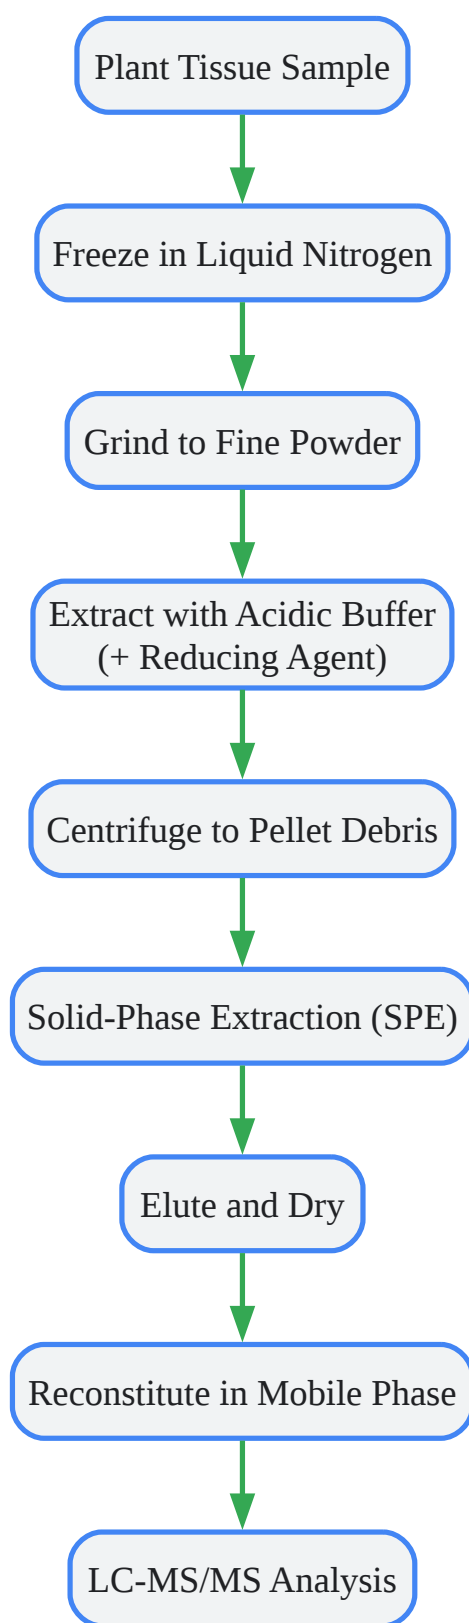 Plant Tissue Sample
Freeze in Liquid Nitrogen
Grind to Fine Powder
Extract with Acidic Buffer
(+ Reducing Agent)
Centrifuge to Pellet Debris
Solid-Phase Extraction (SPE)
Elute and Dry
Reconstitute in Mobile Phase
LC-MS/MS Analysis